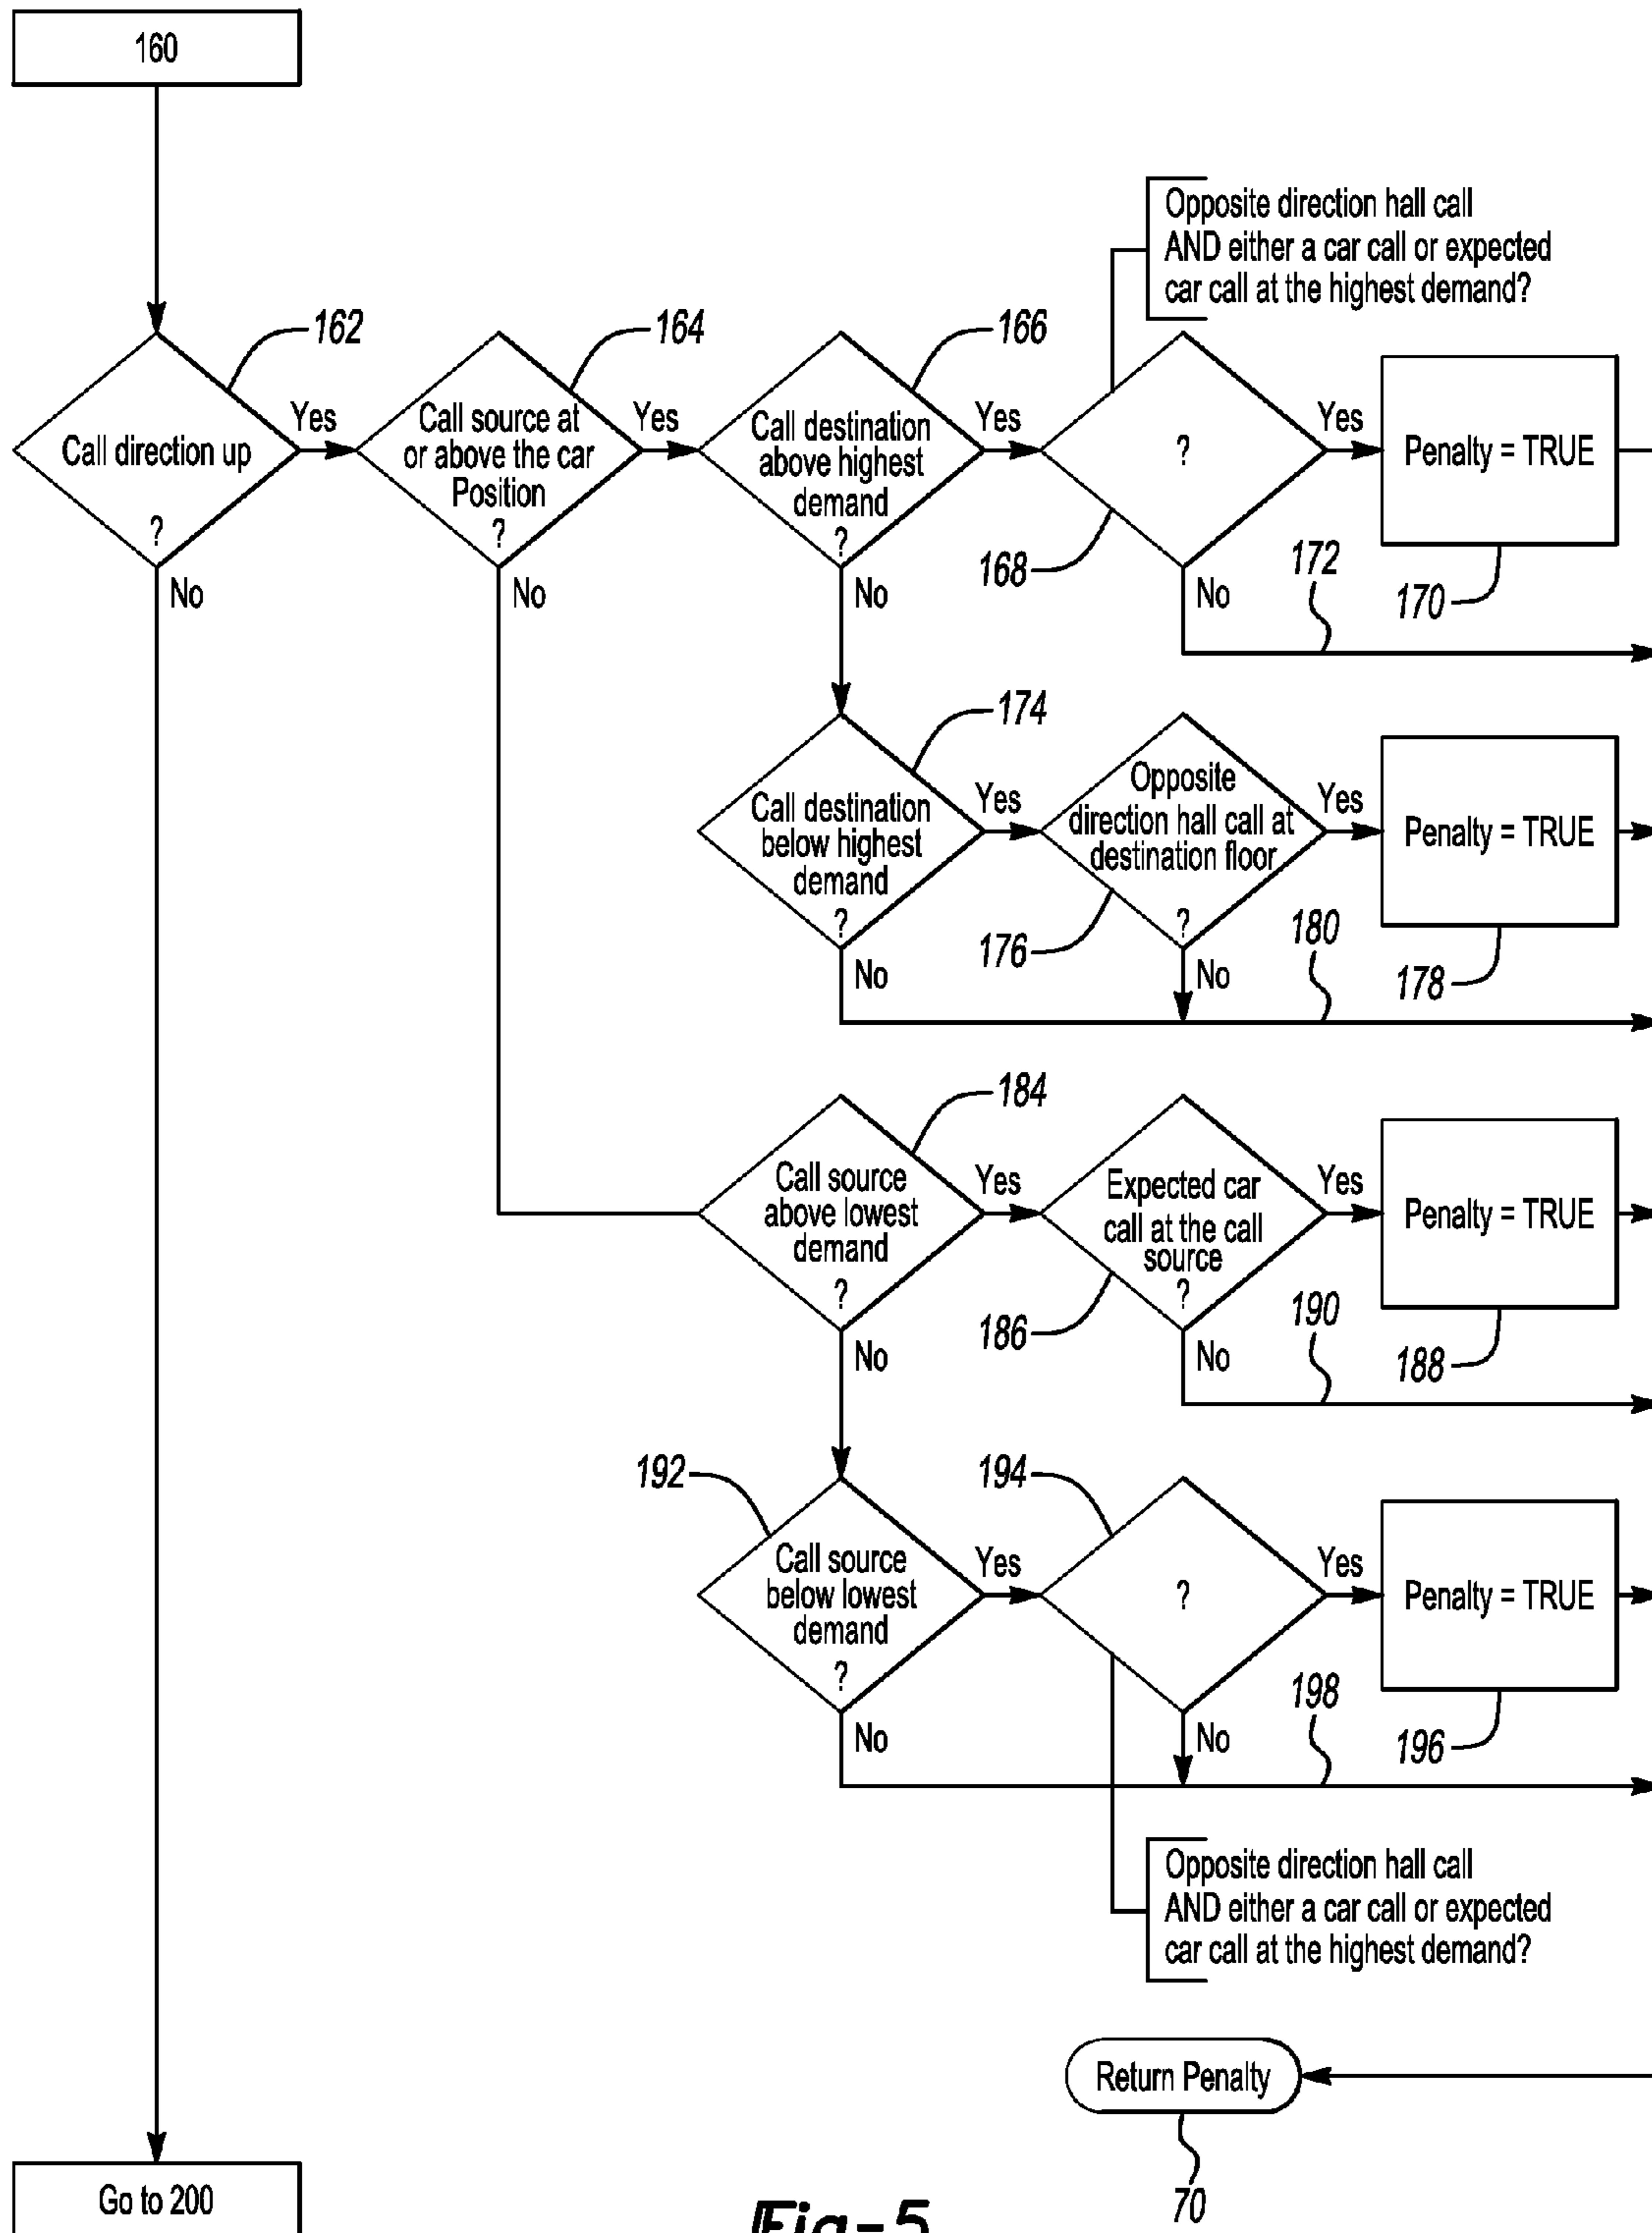 160
Opposite direction hall call
AND either a car call or expected
car call at the highest demand?
162
164
166
Call direction up
?
Yes
No
Call source at
or above the car
Position
?
Yes
No
Call destination
above highest
demand
?
Yes
No
?
168
Yes
No
Penalty = TRUE
170
172
174
Call destination
below highest
demand
?
Yes
No
Opposite
direction hall call at
destination floor
?
176
Yes
No
Penalty = TRUE
178
180
184
Call source
above lowest
demand
?
Yes
No
Expected car
call at the call
source
?
186
Yes
No
Penalty = TRUE
188
190
192
Call source
below lowest
demand
?
Yes
No
194
?
Yes
No
Penalty = TRUE
196
198
Opposite direction hall call
AND either a car call or expected
car call at the highest demand?
Return Penalty
70
Go to 200
Fig-5